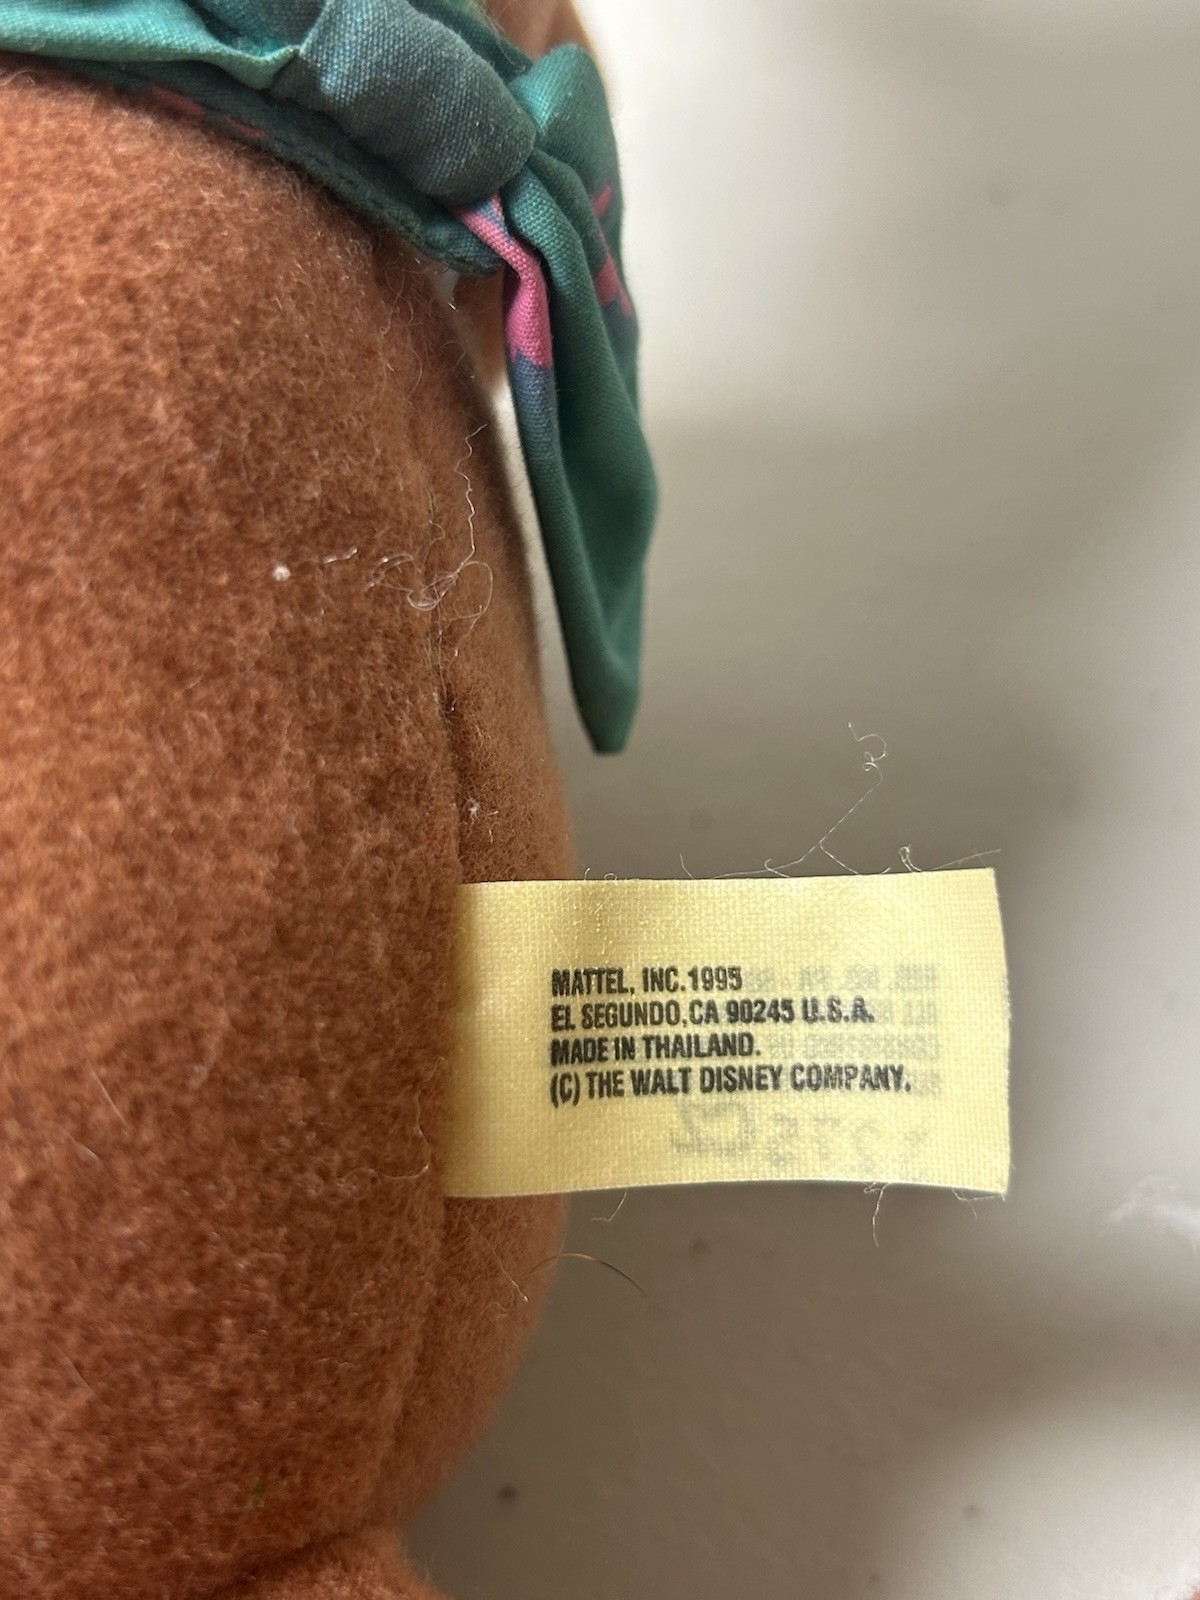 MATTEL, INC.1995
EL SEGUNDO,CA 90245 U.S.A.
MADE IN THAILAND.
(C) THE WALT DISNEY COMPANY.